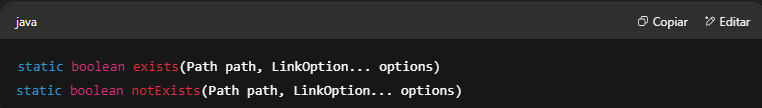 java
Copiar
Editar
static boolean exists(Path path, LinkOption... options)
static boolean notExists(Path path, LinkOption... options)